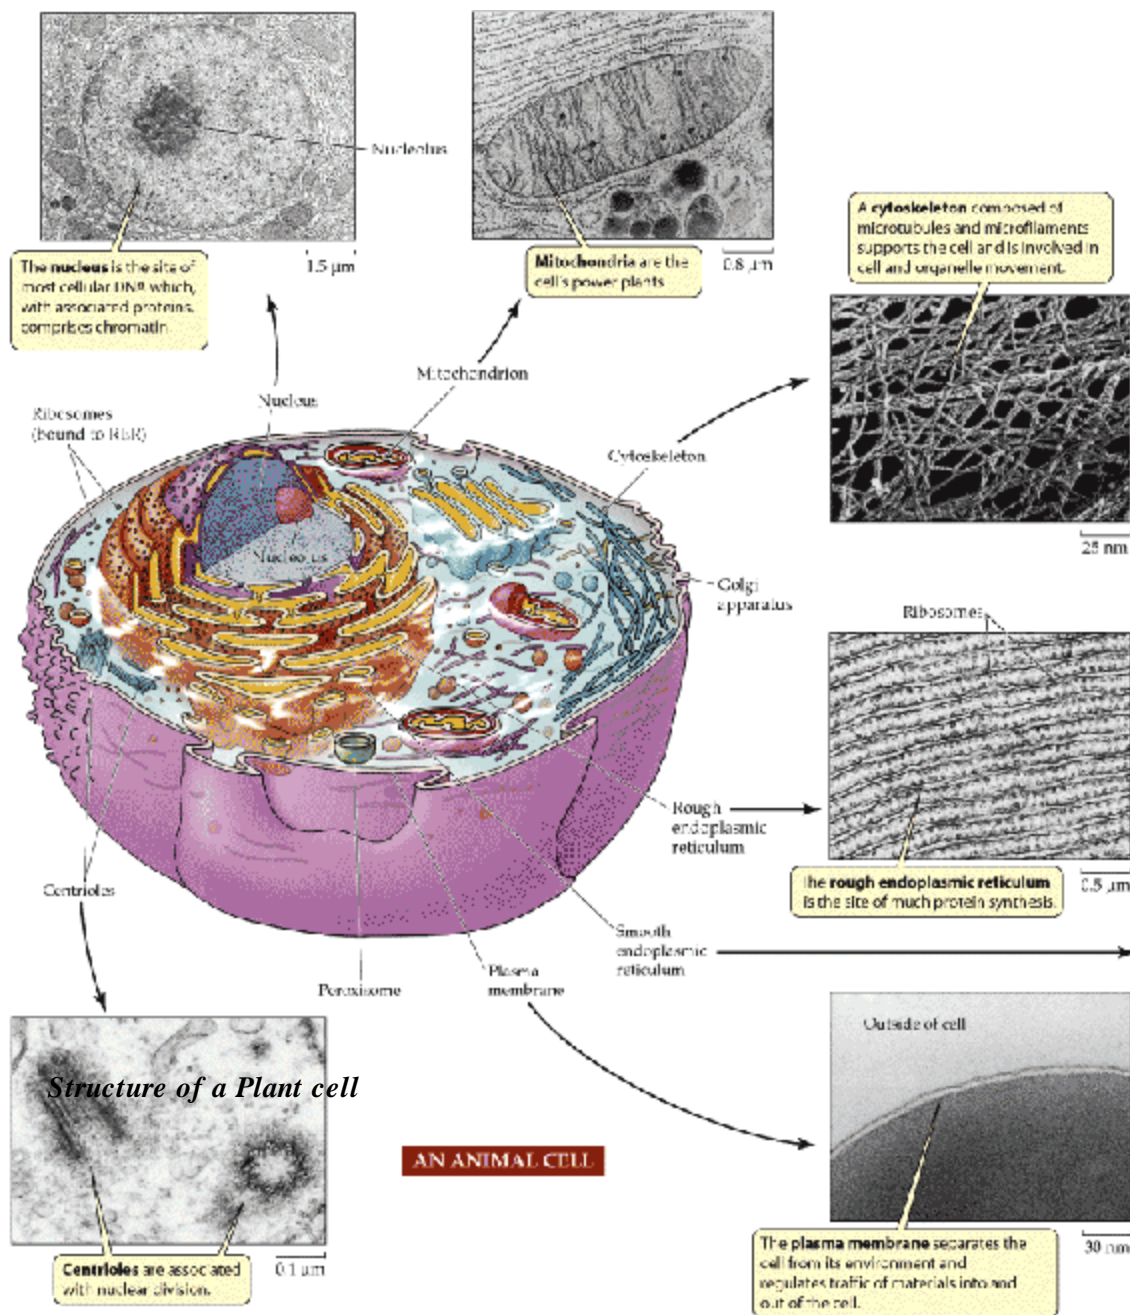 Nucleolus
1.5 µm
The nucleus is the site of
most cellular DNA which,
with associated proteins,
comprises chromatin.
Mitochondria are the
cell's power plants
0.8 µm
A cytoskeleton composed of
microtubules and microfilaments
supports the cell and is involved in
cell and organelle movement.
25 nm
Mitochondrion
Nucleus
Ribosomes
(bound to RER)
Cytoskeleton
Nucleolus
Golgi
apparatus
Ribosomes
Rough
endoplasmic
reticulum
The rough endoplasmic reticulum
is the site of much protein synthesis.
0.5 µm
Centrioles
Smooth
endoplasmic
reticulum
Plasma
membrane
Peroxisome
Outside of cell
Structure of a Plant cell
AN ANIMAL CELL
Centrioles are associated
with nuclear division.
0.1 µm
The plasma membrane separates the
cell from its environment and
regulates traffic of materials into and
out of the cell.
30 nm